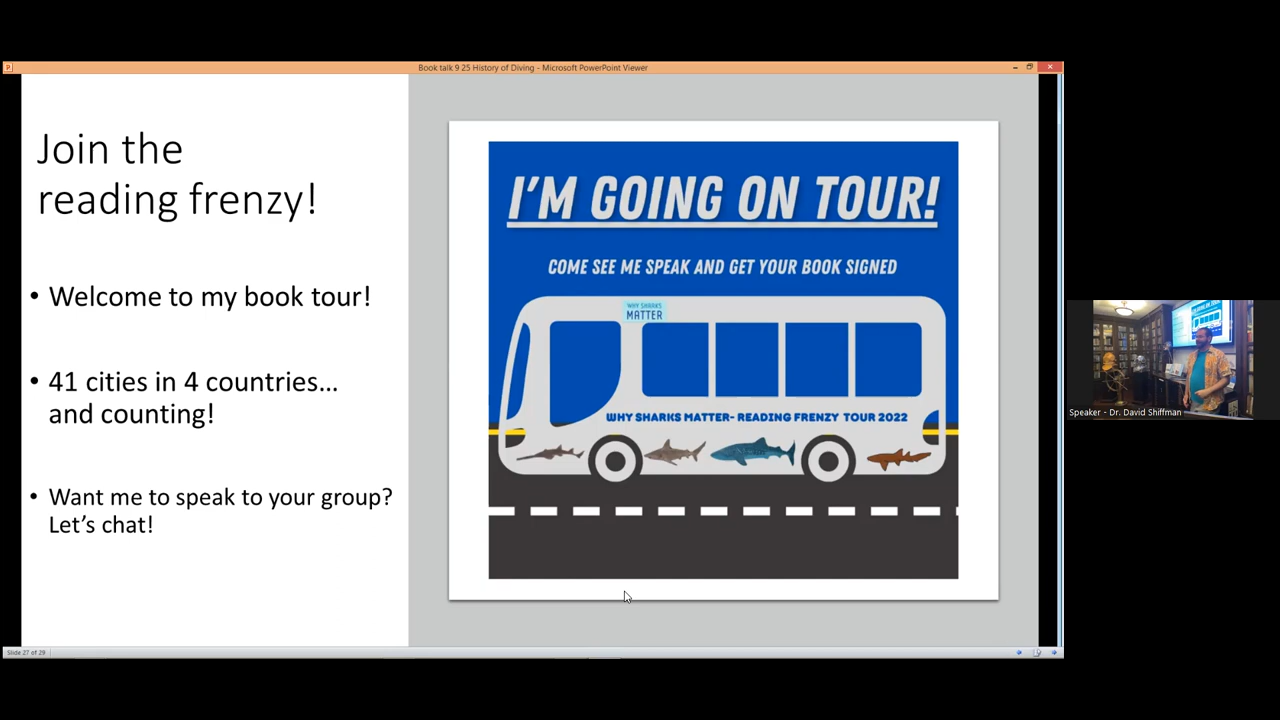 Book talk 9 25 History of Diving - Microsoft PowerPoint Viewer
Join the
reading frenzy!
• Welcome to my book tour!
• 41 cities in 4 countries…
and counting!
• Want me to speak to your group?
Let's chat!
I'M GOING ON TOUR!
COME SEE ME SPEAK AND GET YOUR BOOK SIGNED
WHY SHARKS
MATTER
WHY SHARKS MATTER- READING FRENZY TOUR 2022
Speaker - Dr. David Shiffman
Slide 27 of 29